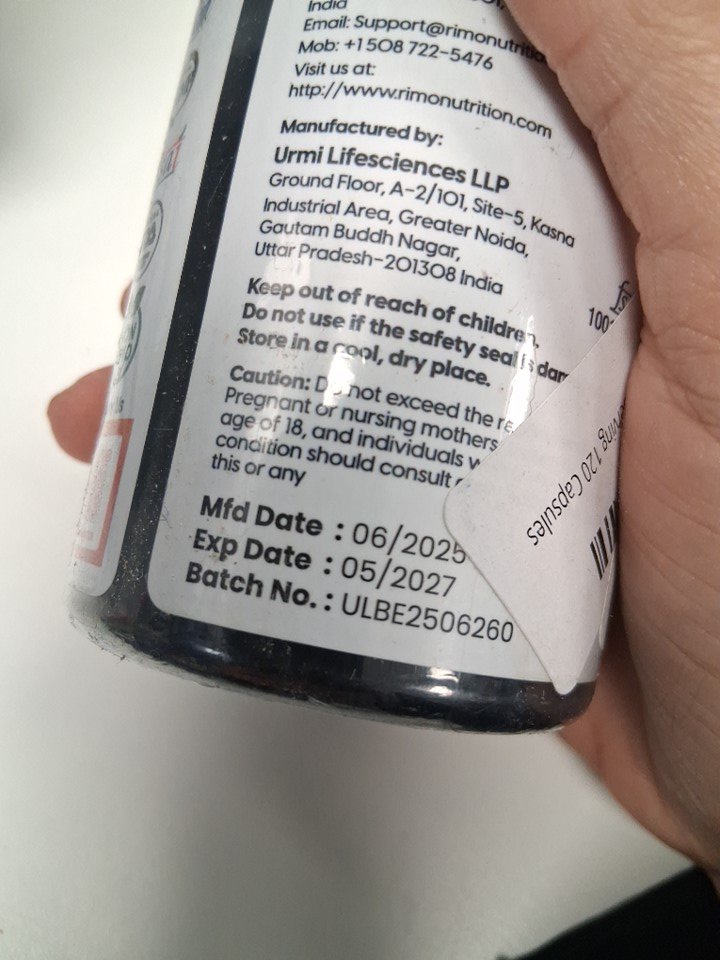 India
Email: Support@rimonutrition
Mob: +1 508 722-5476
Visit us at:
http://www.rimonutrition.com
Manufactured by:
Urmi Lifesciences LLP
Ground Floor, A-2/101, Site-5, Kasna
Industrial Area, Greater Noida,
Gautam Buddh Nagar,
Uttar Pradesh-201308 India
Keep out of reach of children.
Do not use if the safety seal is
Store in a cool, dry place.
Caution: Do not exceed the
Pregnant or nursing mothers
age of 18, and individuals
condition should consult
this or any
Mfd Date : 06/2025
Exp Date : 05/2027
Batch No. : ULBE2506260
120 Capsules